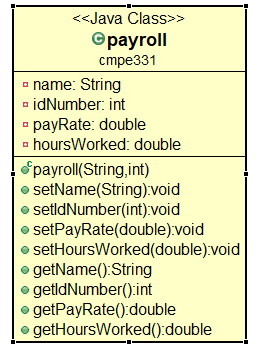 <<Java Class>>
payroll
cmpe331
name: String
idNumber: int
payRate: double
hoursWorked: double
payroll(String,int)
setName(String):void
setIdNumber(int):void
setPayRate(double):void
setHoursWorked(double):void
getName():String
getIdNumber():int
getPayRate():double
getHoursWorked():double